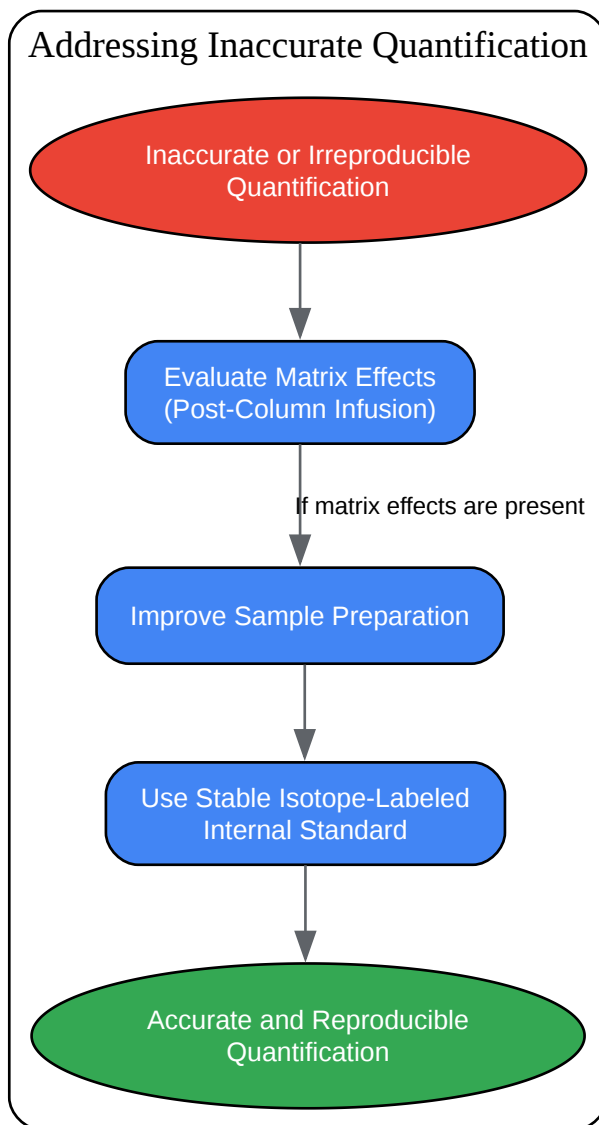 Addressing Inaccurate Quantification
Inaccurate or Irreproducible
Quantification
Evaluate Matrix Effects
(Post-Column Infusion)
If matrix effects are present
Improve Sample Preparation
Use Stable Isotope-Labeled
Internal Standard
Accurate and Reproducible
Quantification